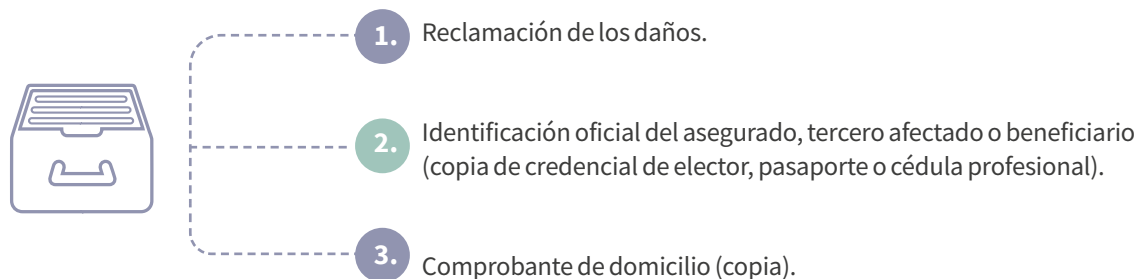 1. Reclamación de los daños.
2. Identificación oficial del asegurado, tercero afectado o beneficiario
(copia de credencial de elector, pasaporte o cédula profesional).
3. Comprobante de domicilio (copia).